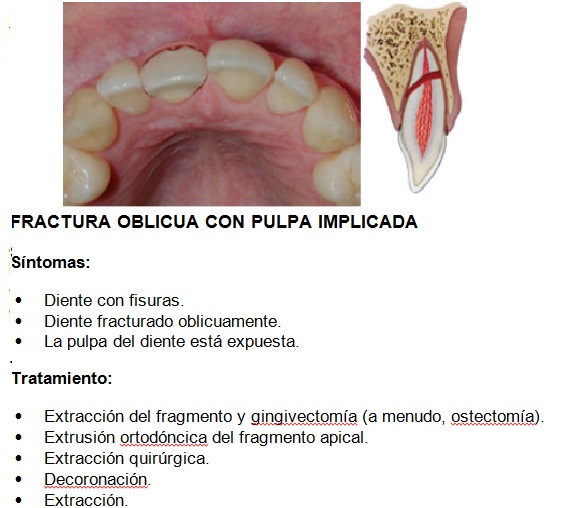 FRACTURA OBLICUA CON PULPA IMPLICADA
Síntomas:
• Diente con fisuras.
• Diente fracturado oblicuamente.
• La pulpa del diente está expuesta.
Tratamiento:
• Extracción del fragmento y gingivectomía (a menudo, ostectomía).
• Extrusión ortodóncica del fragmento apical.
• Extracción quirúrgica.
• Decoronación.
• Extracción.